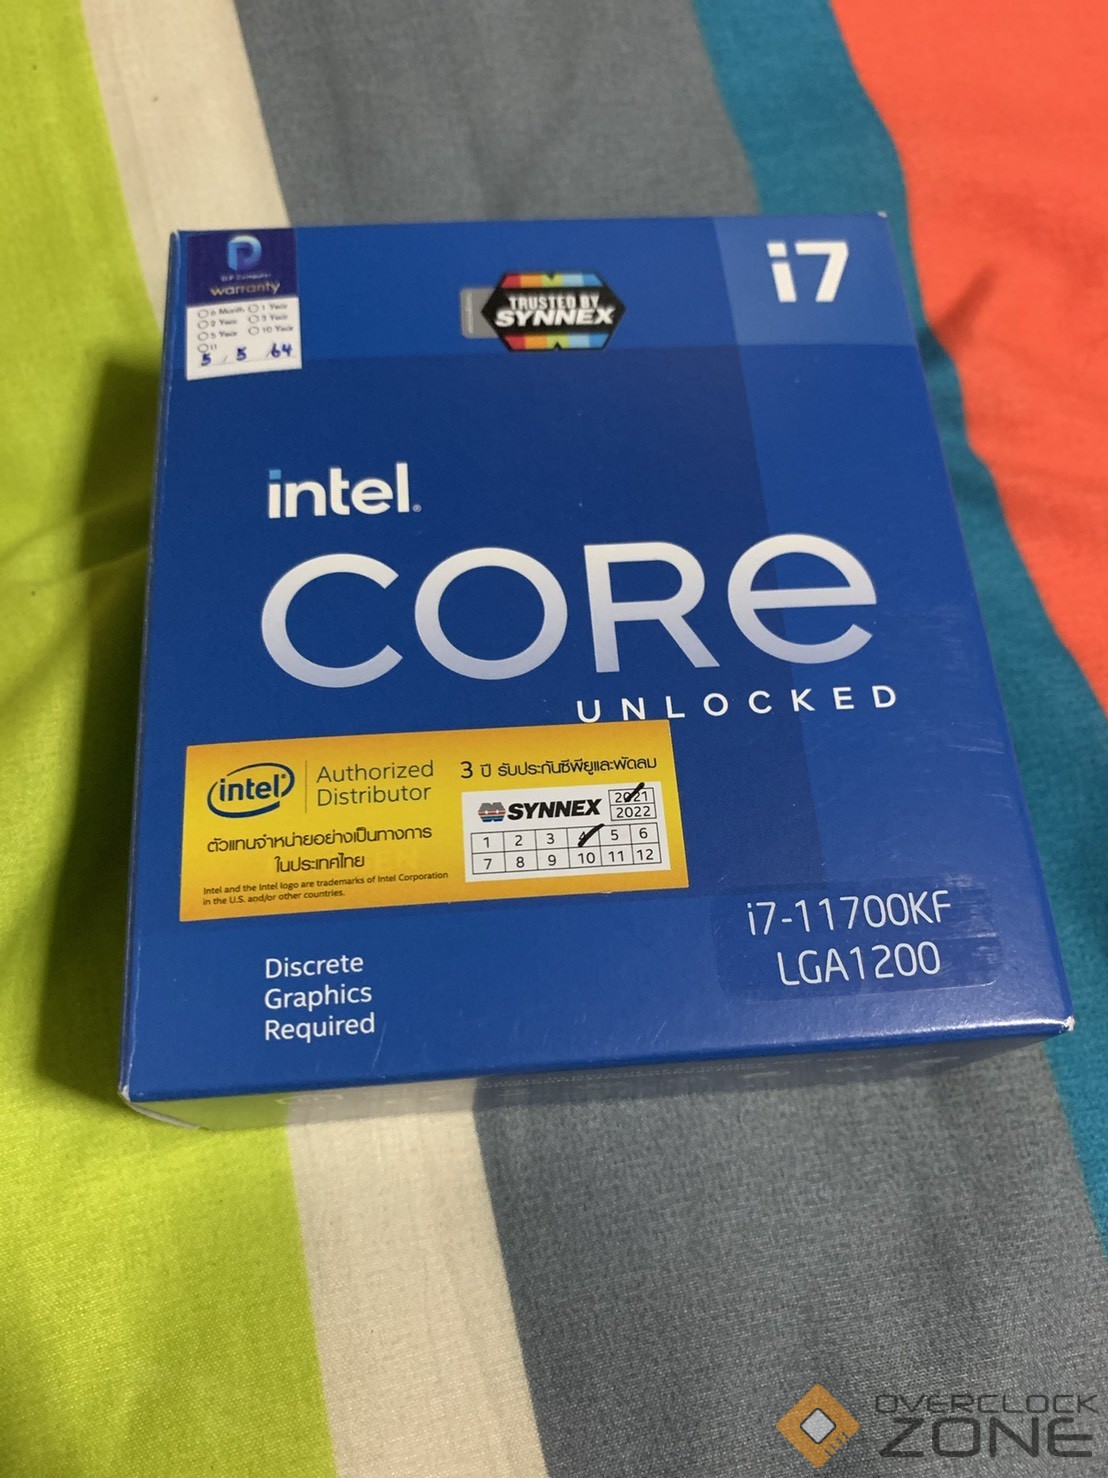 i7
TRUSTED BY
SYNNEX
warranty
6 Month 1 Year
2 Year 3 Year
5 Year 10 Year
5 / 5 / 64
intel
CORE
UNLOCKED
intel Authorized
Distributor
ตัวแทนจำหน่ายอย่างเป็นทางการ
ในประเทศไทย
Intel and the Intel logo are trademarks of Intel Corporation
in the U.S. and/or other countries.
3 ปี รับประกันซีพียูและพัดลม
SYNNEX
2021
2022
1 2 3 4 5 6
7 8 9 10 11 12
i7-11700KF
LGA1200
Discrete
Graphics
Required
OVERCLOCK
ZONE